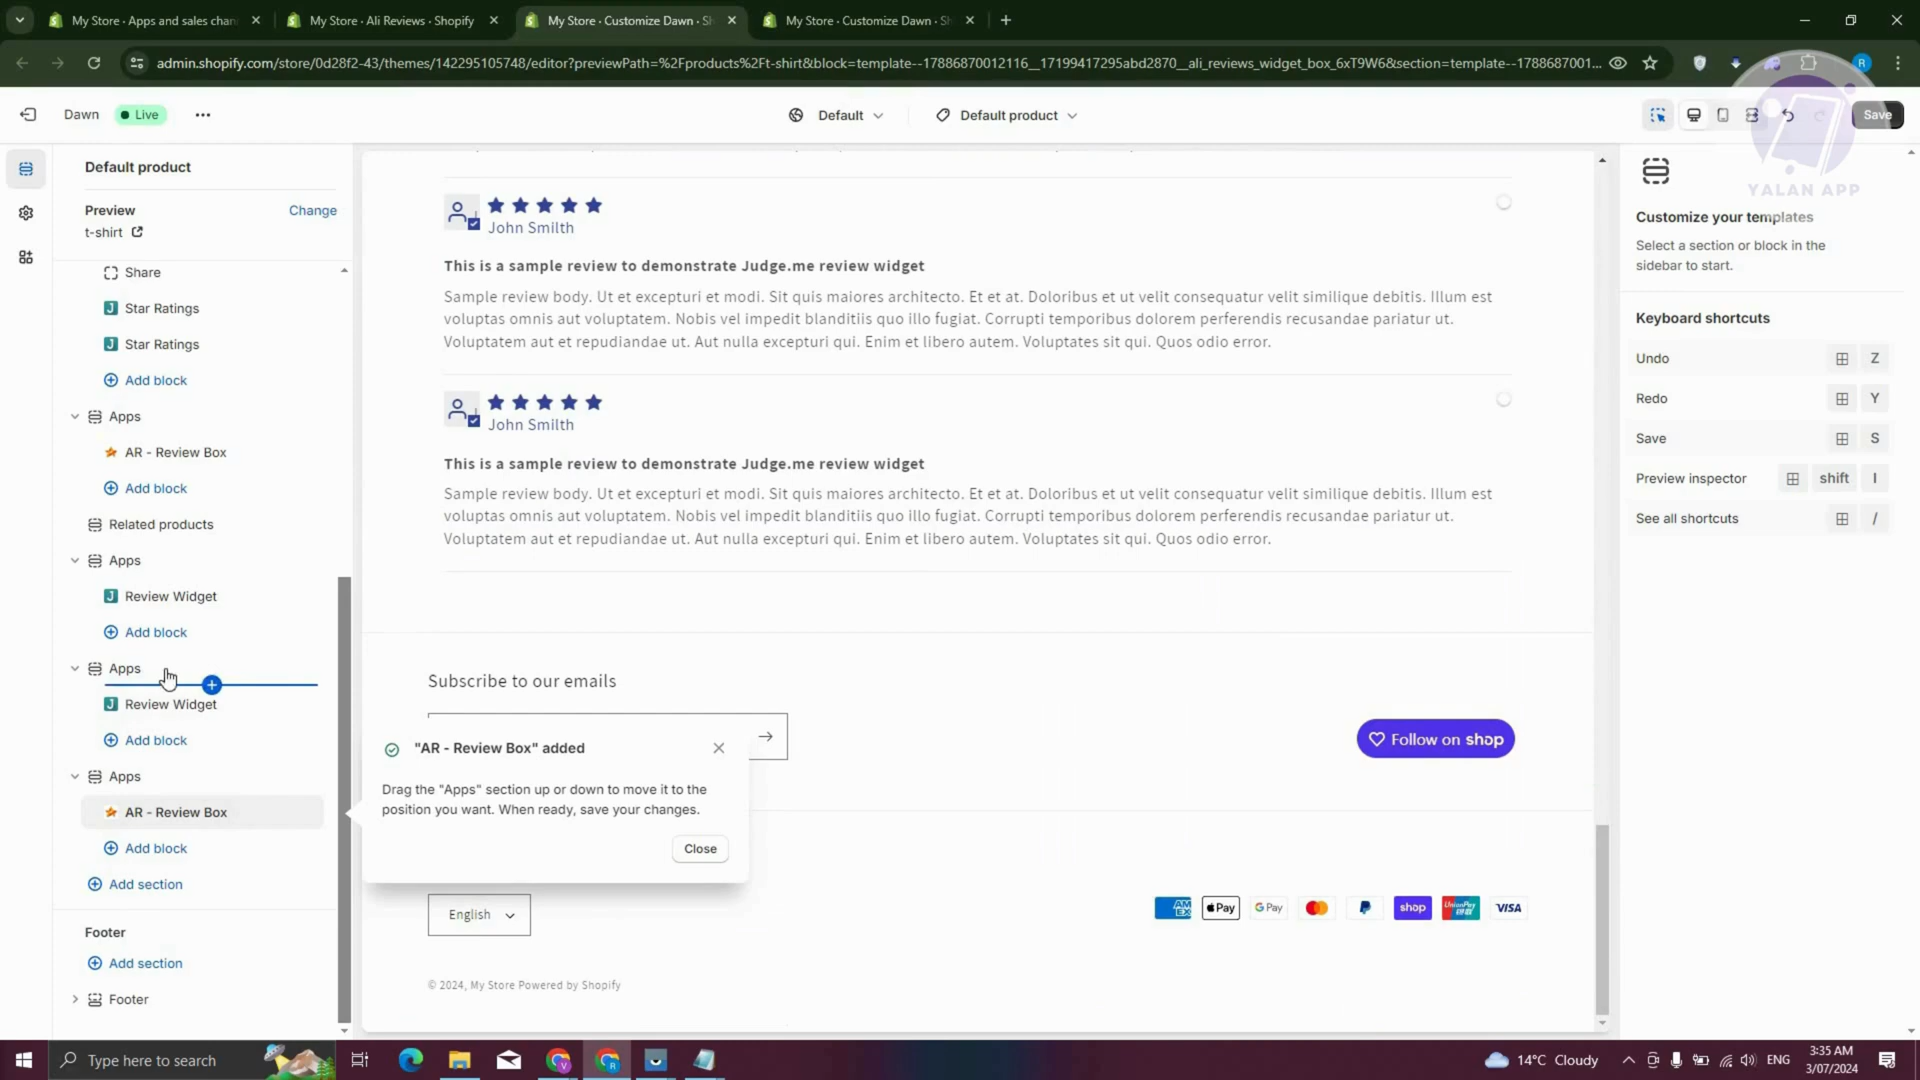 My Store · Apps and sales chan
My Store · Ali Reviews · Shopify
My Store · Customize Dawn · Sh
My Store · Customize Dawn · Sh
admin.shopify.com/store/0d28f2-43/themes/142295105748/editor?previewPath=%2Fproducts%2Ft-shirt&block=template--17886870012116__17199417295abd2870__ali_reviews_widget_box_6xT9W6&section=template--1788687001...
R
Dawn
Live
Default
Default product
Save
YALAN APP
Default product
Preview
Change
t-shirt
Share
Star Ratings
Star Ratings
Add block
Apps
AR - Review Box
Add block
Related products
Apps
Review Widget
Add block
Apps
Review Widget
Add block
Apps
AR - Review Box
Add block
Add section
Footer
Add section
Footer
John Smilth
This is a sample review to demonstrate Judge.me review widget
Sample review body. Ut et excepturi et modi. Sit quis maiores architecto. Et et at. Doloribus et ut velit consequatur velit similique debitis. Illum est
voluptas omnis aut voluptatem. Nobis vel impedit blanditiis quo illo fugiat. Corrupti temporibus dolorem perferendis recusandae pariatur ut.
Voluptatem aut et repudiandae ut. Aut nulla excepturi qui. Enim et libero autem. Voluptates sit qui. Quos odio error.
John Smilth
This is a sample review to demonstrate Judge.me review widget
Sample review body. Ut et excepturi et modi. Sit quis maiores architecto. Et et at. Doloribus et ut velit consequatur velit similique debitis. Illum est
voluptas omnis aut voluptatem. Nobis vel impedit blanditiis quo illo fugiat. Corrupti temporibus dolorem perferendis recusandae pariatur ut.
Voluptatem aut et repudiandae ut. Aut nulla excepturi qui. Enim et libero autem. Voluptates sit qui. Quos odio error.
Subscribe to our emails
Follow on shop
"AR - Review Box" added
Drag the "Apps" section up or down to move it to the
position you want. When ready, save your changes.
Close
English
AMEX
Pay
G Pay
shop
UnionPay
VISA
© 2024, My Store Powered by Shopify
Customize your templates
Select a section or block in the
sidebar to start.
Keyboard shortcuts
Undo
Z
Redo
Y
Save
S
Preview inspector
shift
I
See all shortcuts
/
Type here to search
14°C Cloudy
ENG
3:35 AM
3/07/2024